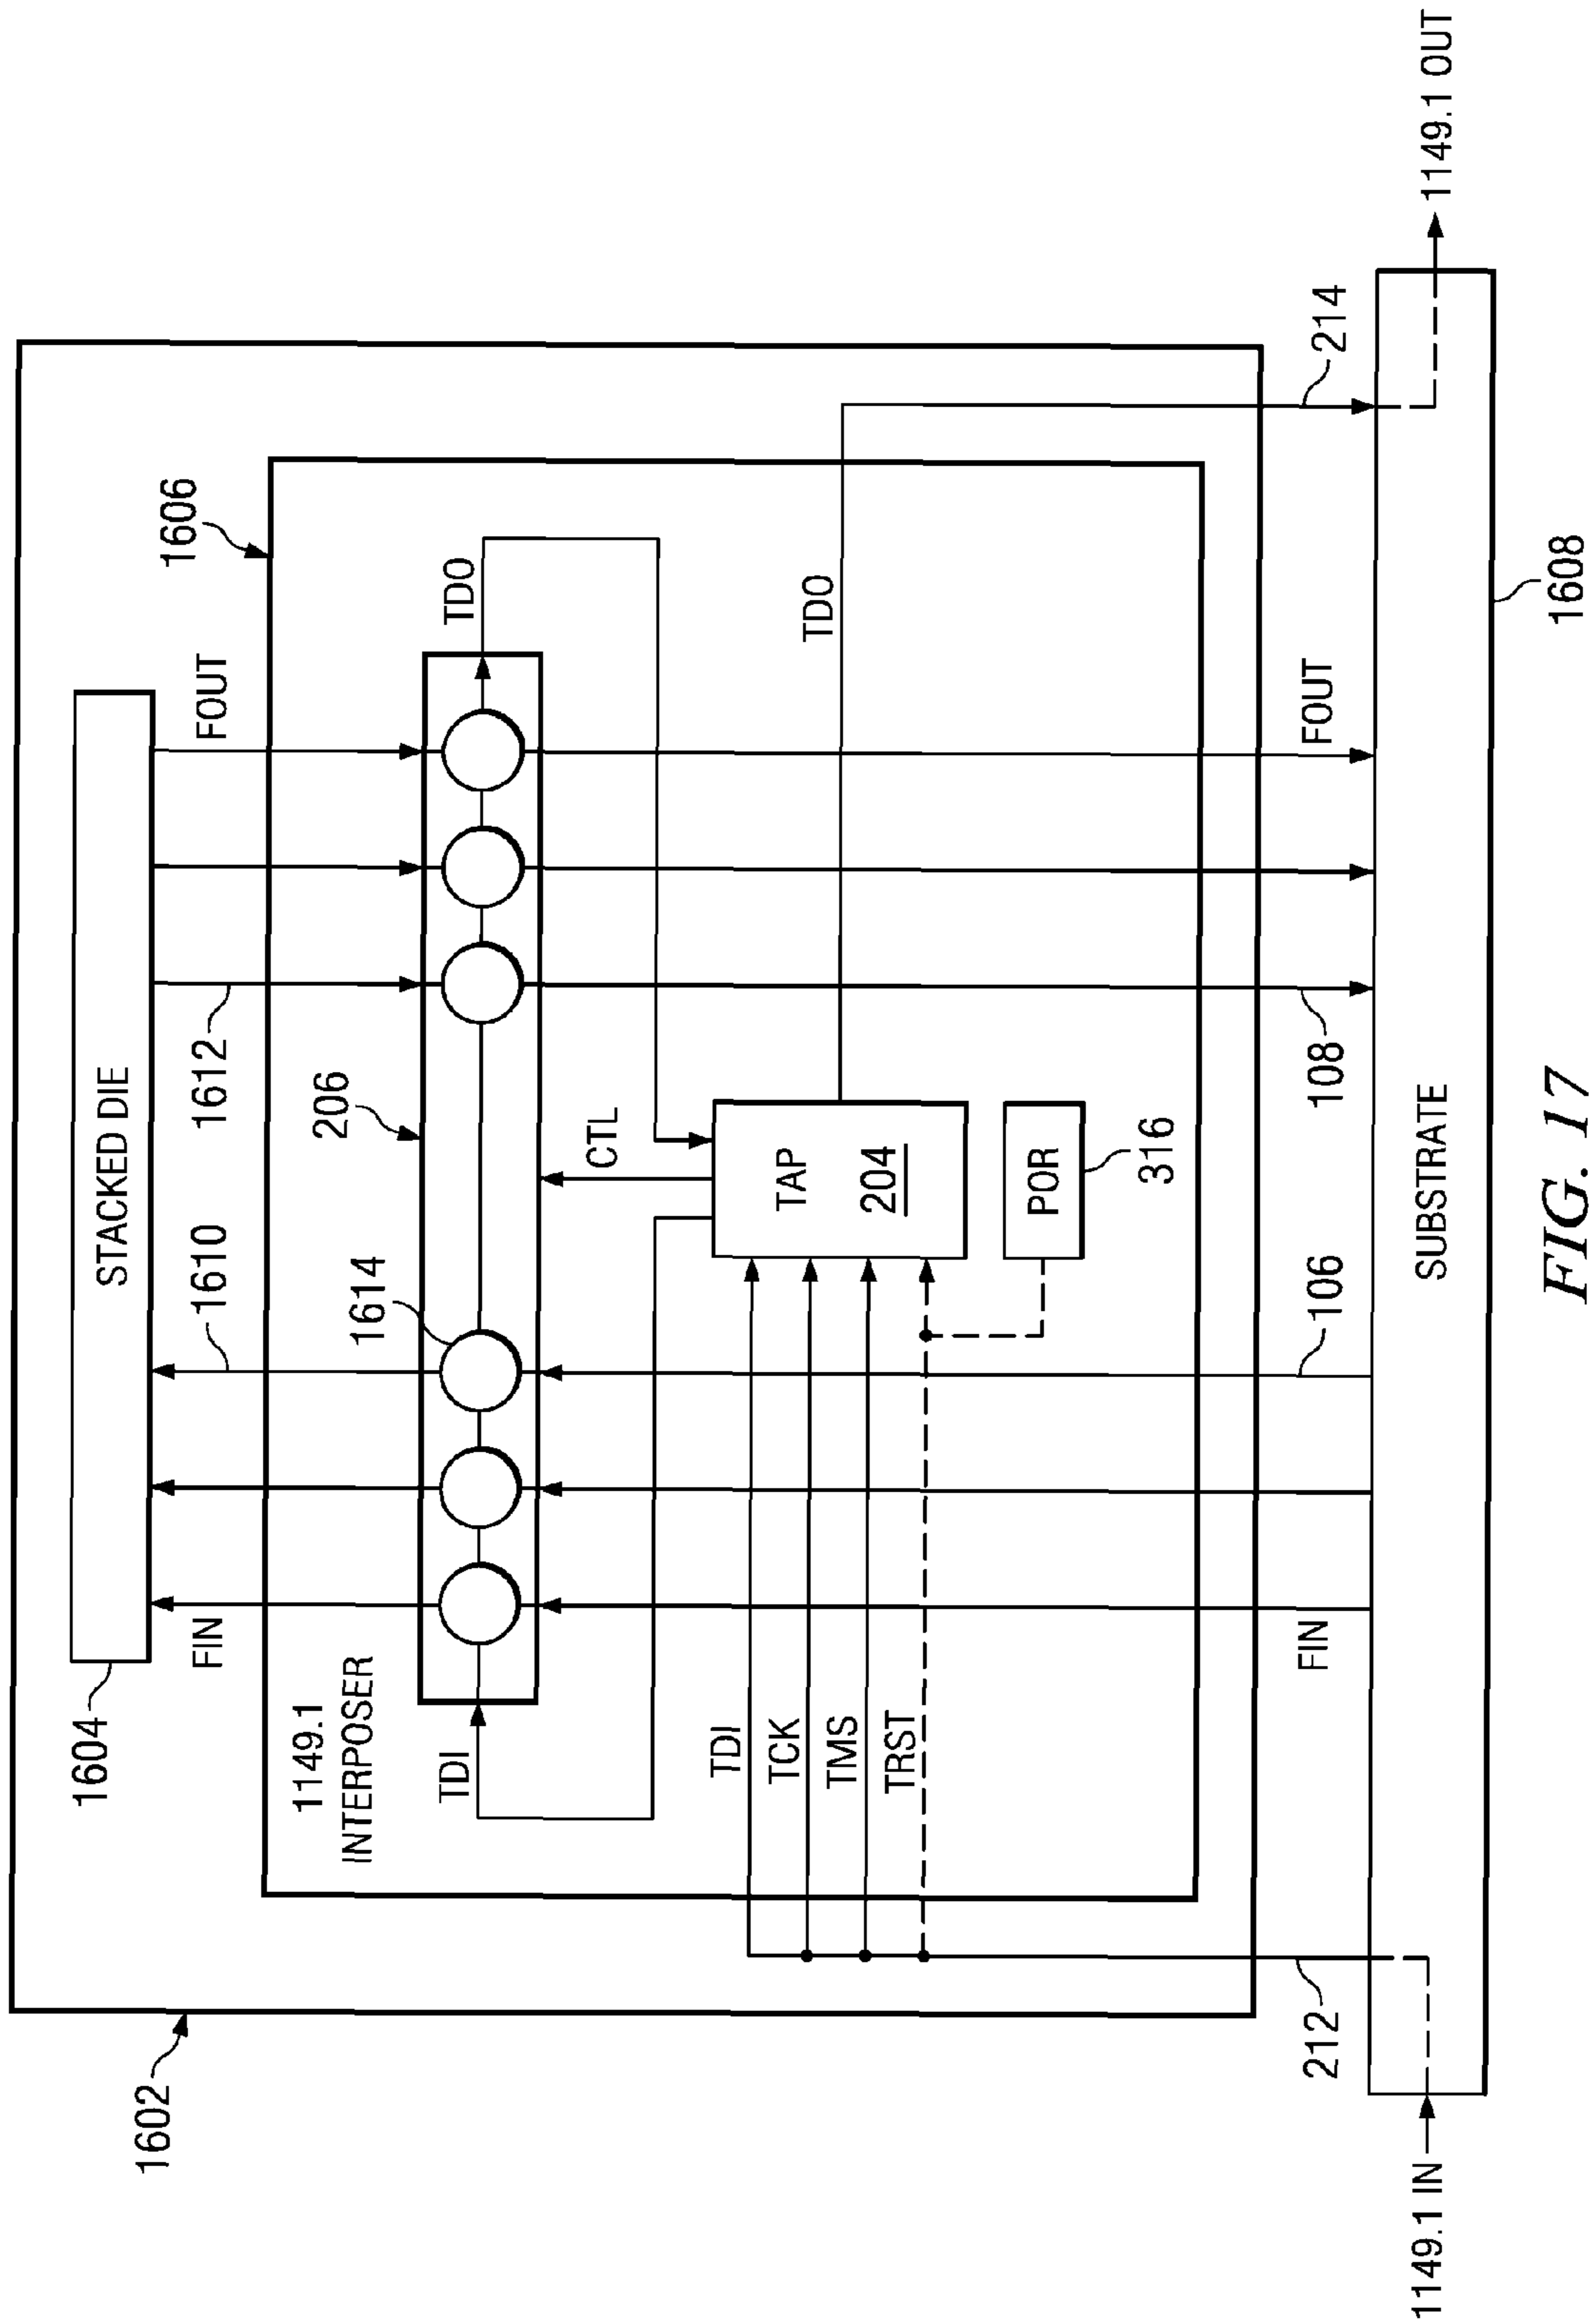 1602
1604
STACKED DIE
FIN
1610
1612
FOUT
1606
1149.1
INTERPOSER
1614
206
TDI
TDO
CTL
TDI
TCK
TMS
TRST
TAP
204
TDO
POR
316
FIN
106
108
FOUT
212
214
1149.1 IN
SUBSTRATE
1149.1 OUT
1608
FIG. 17